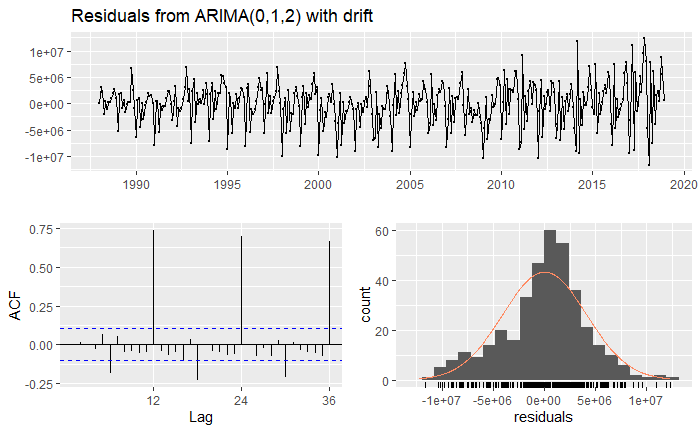 Residuals from ARIMA(0,1,2) with drift
1e+07
5e+06
0e+00
-5e+06
-1e+07
1990 1995 2000 2005 2010 2015 2020
0.75
0.50
0.25
0.00
-0.25
ACF
12 24 36
Lag
60
40
20
0
count
-1e+07 -5e+06 0e+00 5e+06 1e+07
residuals